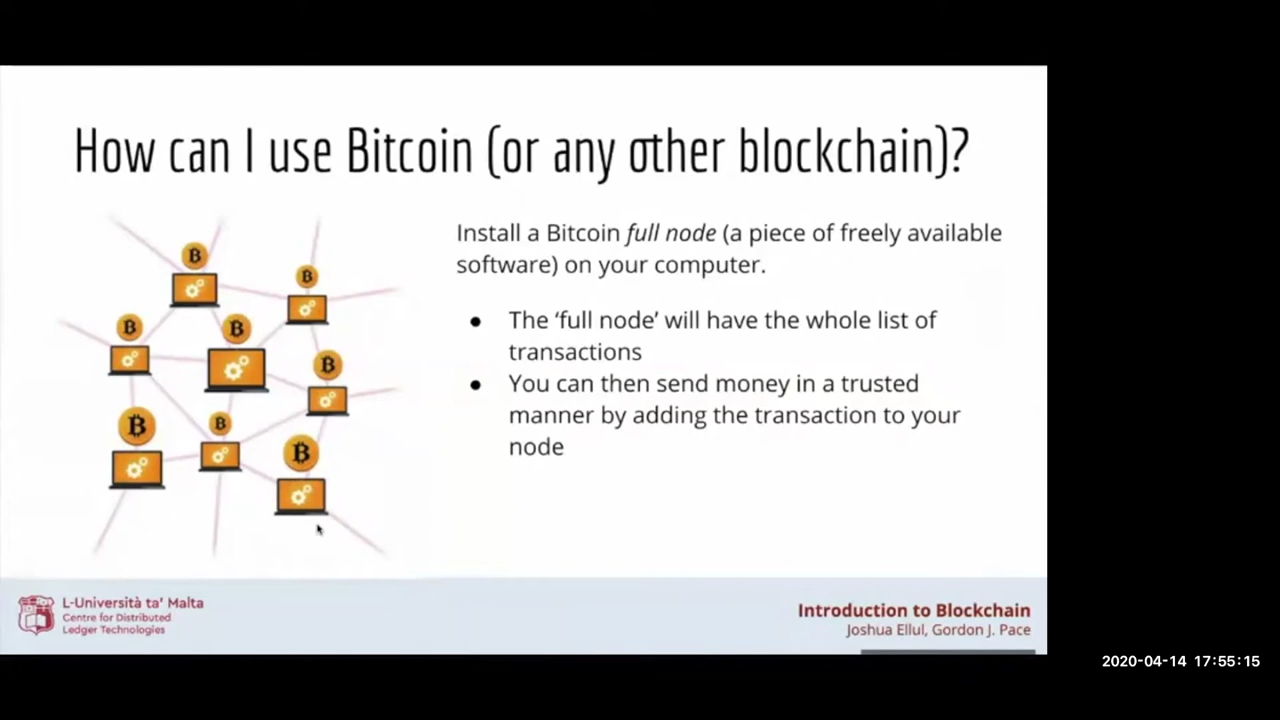 How can I use Bitcoin (or any other blockchain)?
Install a Bitcoin full node (a piece of freely available
software) on your computer.
● The ‘full node’ will have the whole list of
transactions
● You can then send money in a trusted
manner by adding the transaction to your
node
L-Università ta' Malta
Centre for Distributed
Ledger Technologies
Introduction to Blockchain
Joshua Ellul, Gordon J. Pace
2020-04-14 17:55:15